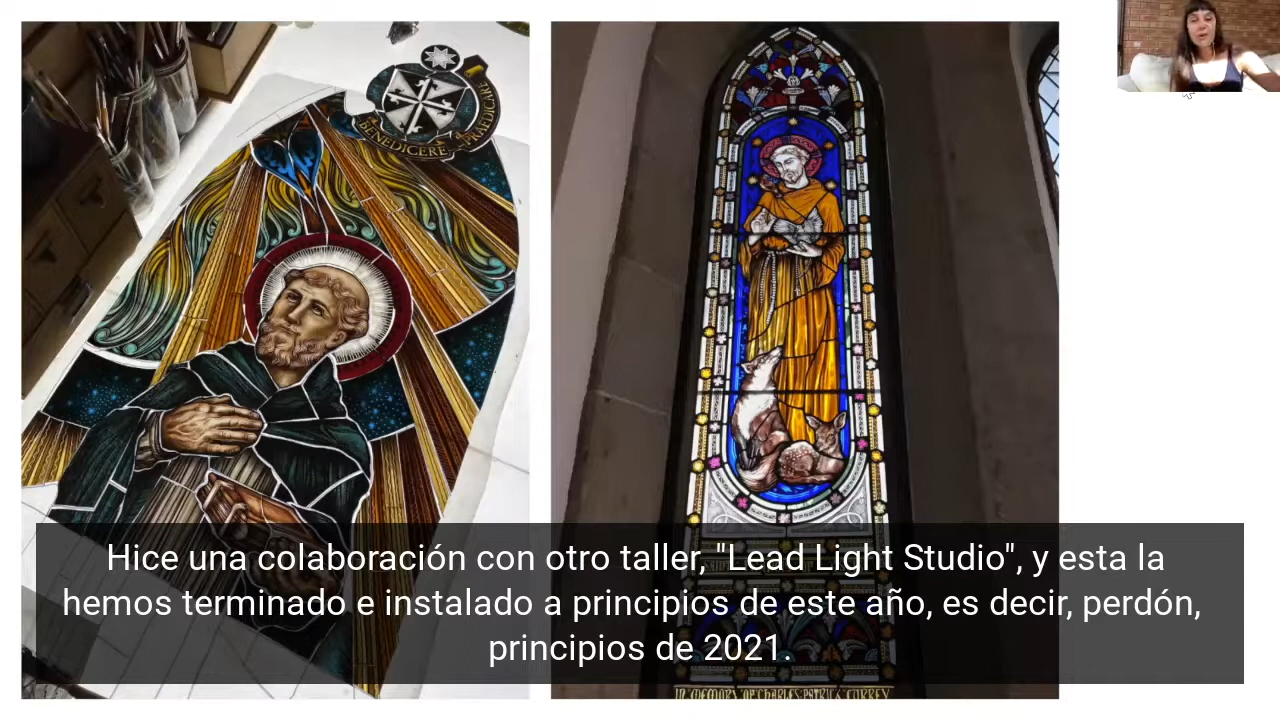 BENEDICERE PRAEDICARE
Hice una colaboración con otro taller, "Lead Light Studio", y esta la
hemos terminado e instalado a principios de este año, es decir, perdón,
principios de 2021.
IN MEMORY OF CHARLES PATRICK CURREY